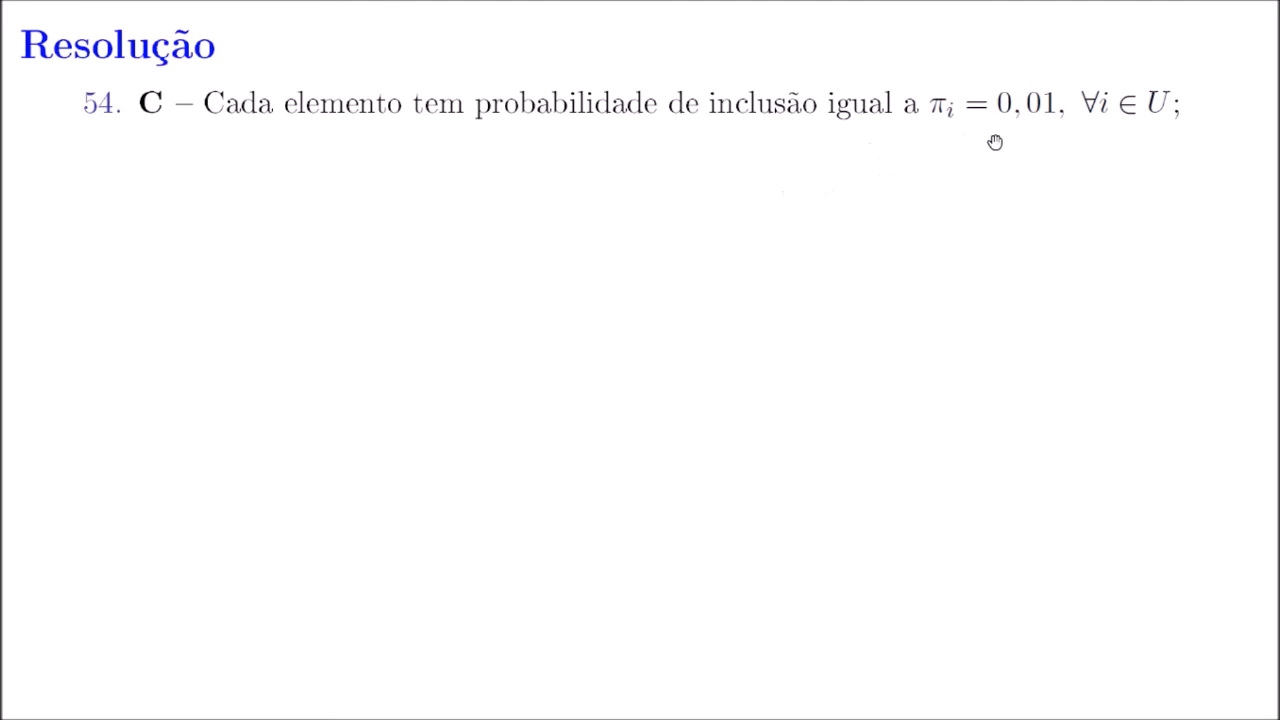 Resolução
54. C – Cada elemento tem probabilidade de inclusão igual a πᵢ = 0,01, ∀i ∈ U;